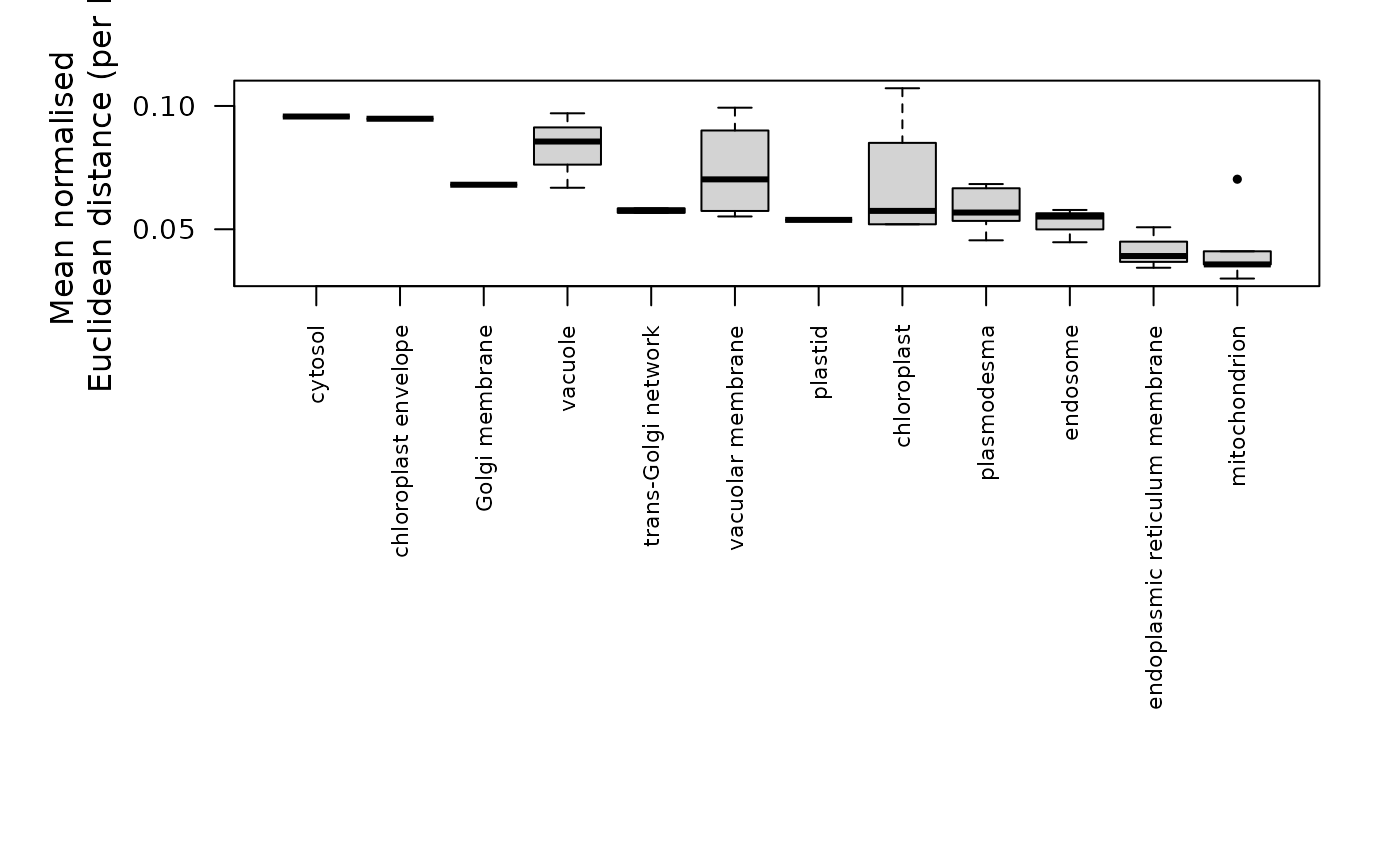 Mean normalised
Euclidean distance (per
0.10
0.05
cytosol
chloroplast envelope
Golgi membrane
vacuole
trans-Golgi network
vacuolar membrane
plastid
chloroplast
plasmodesma
endosome
endoplasmic reticulum membrane
mitochondrion